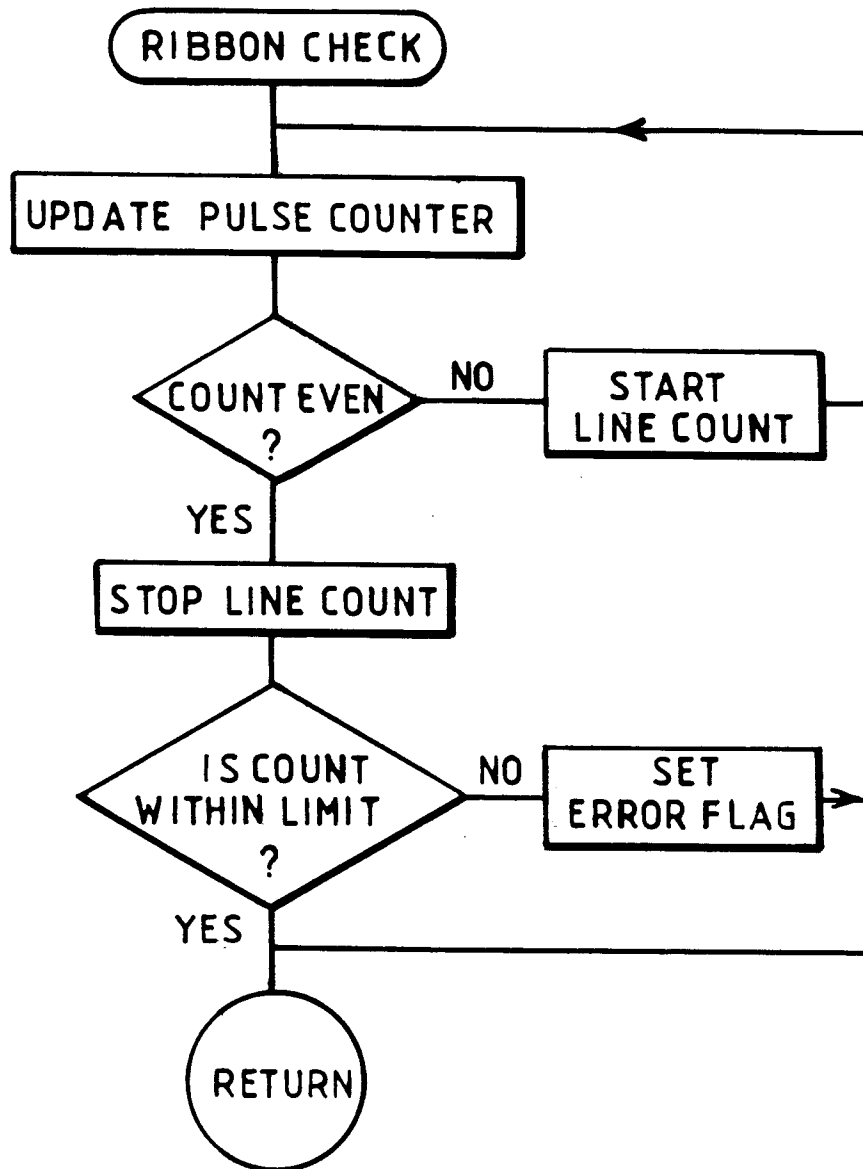 RIBBON CHECK
UPDATE PULSE COUNTER
COUNT EVEN
?
NO
START
LINE COUNT
YES
STOP LINE COUNT
IS COUNT
WITHIN LIMIT
?
NO
SET
ERROR FLAG
YES
RETURN